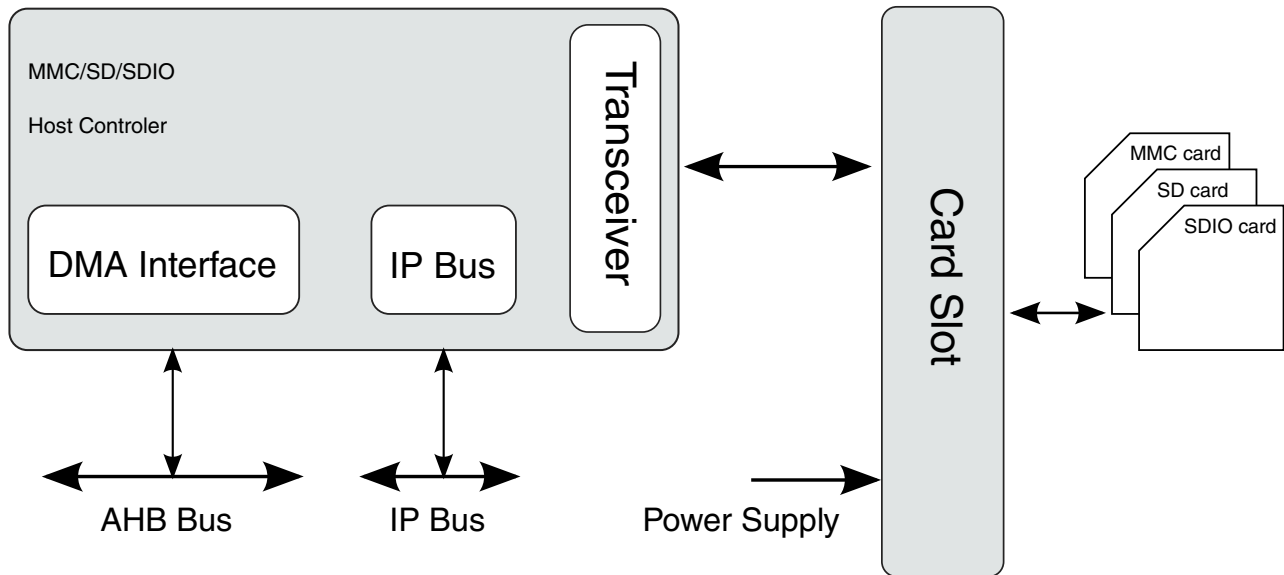 MMC/SD/SDIO
Host Controler
Transceiver
DMA Interface
IP Bus
AHB Bus
IP Bus
Power Supply
Card Slot
MMC card
SD card
SDIO card